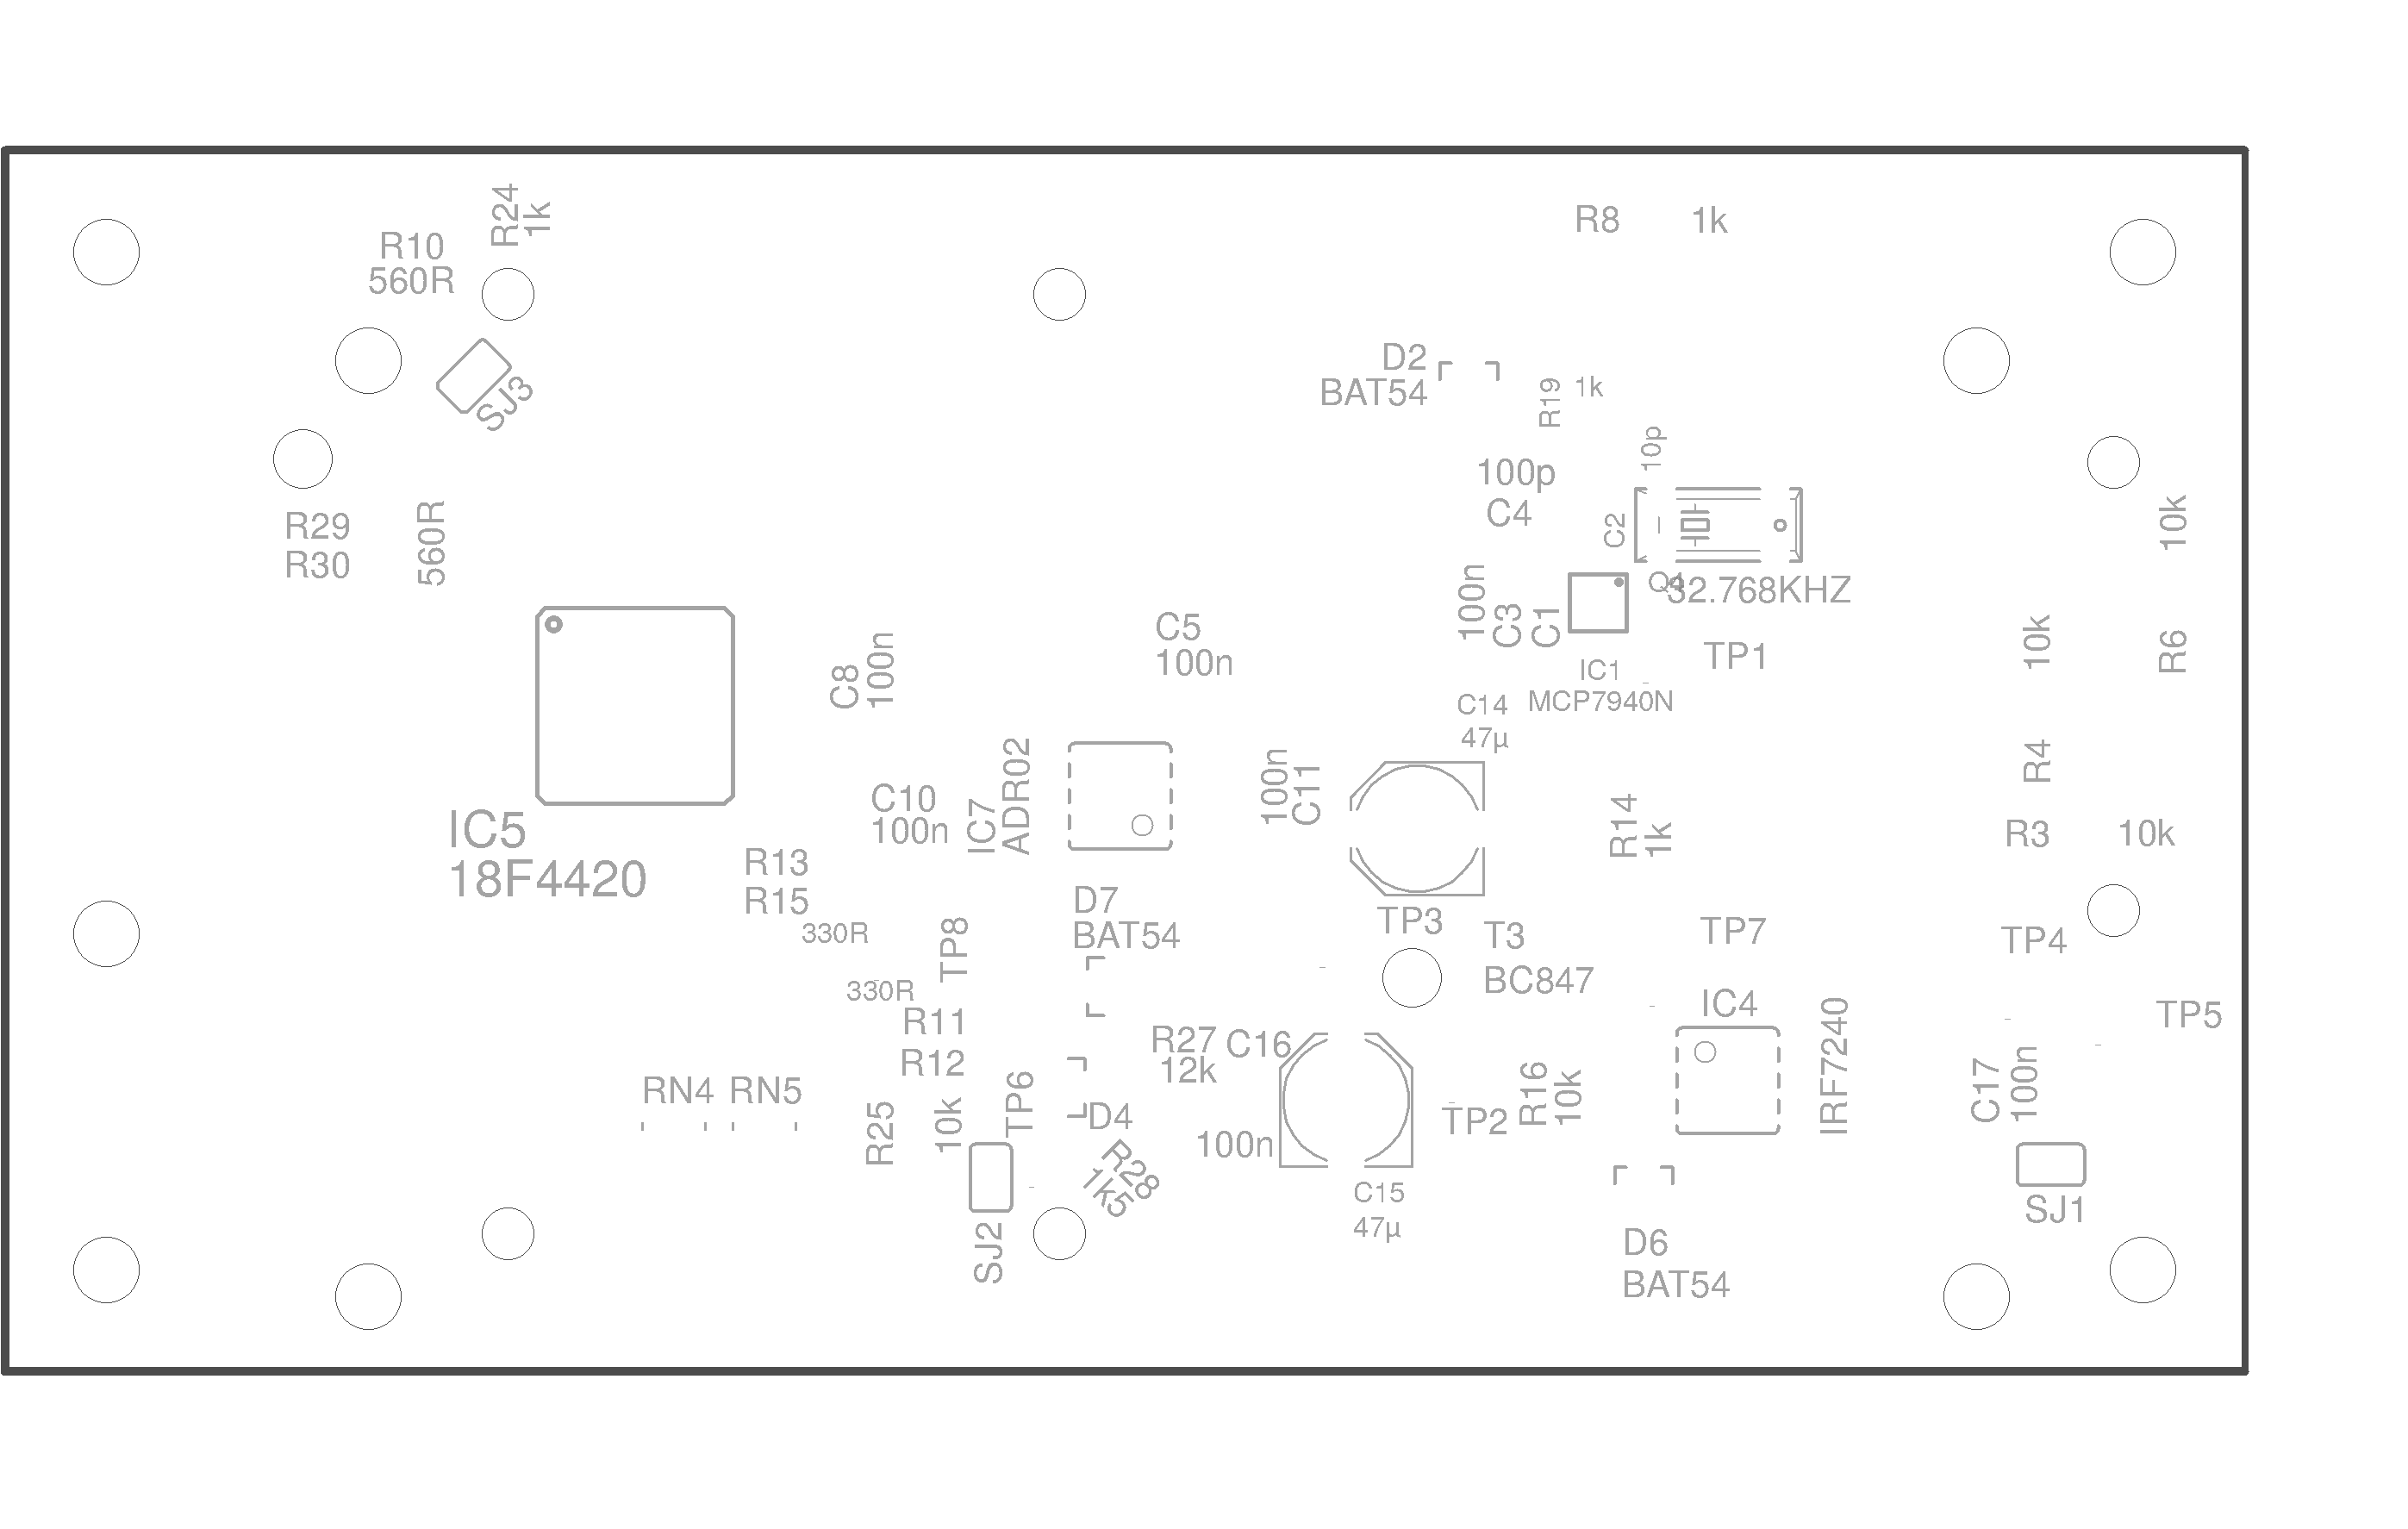 R24
1k
R10
560R
R8
1k
SJ3
D2
BAT54
R19
1k
10p
100p
C4
C2
R29
R30
560R
10k
100n
C3
C1
32.768KHZ
C5
100n
C8
100n
TP1
IC1
MCP7940N
10k
R6
C14
47µ
IC5
18F4420
C10
100n
IC7
ADR02
100n
C11
R14
1k
R4
R3
10k
R13
R15
330R
D7
BAT54
TP8
TP3
T3
BC847
TP7
TP4
330R
R11
R12
IC4
IRF7240
TP5
R27
12k
C16
RN4
RN5
R25
10k
TP6
D4
R28
1k5
100n
TP2
R16
10k
C17
100n
C15
47µ
SJ2
SJ1
D6
BAT54